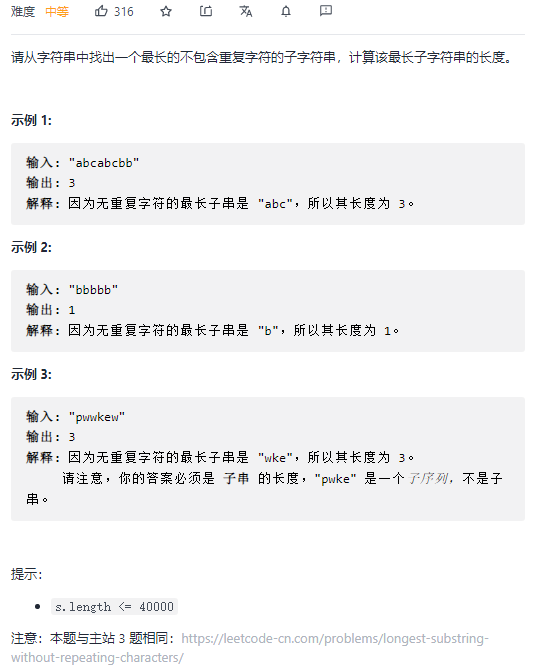 难度 中等 316
请从字符串中找出一个最长的不包含重复字符的子字符串，计算该最长子字符串的长度。
示例 1:
输入: "abcabcbb"
输出: 3
解释: 因为无重复字符的最长子串是 "abc"，所以其长度为 3。
示例 2:
输入: "bbbbb"
输出: 1
解释: 因为无重复字符的最长子串是 "b"，所以其长度为 1。
示例 3:
输入: "pwwkew"
输出: 3
解释: 因为无重复字符的最长子串是 "wke"，所以其长度为 3。
请注意，你的答案必须是 子串 的长度，"pwke" 是一个子序列，不是子
串。
提示：
s.length <= 40000
注意：本题与主站 3 题相同：https://leetcode-cn.com/problems/longest-substring-
without-repeating-characters/